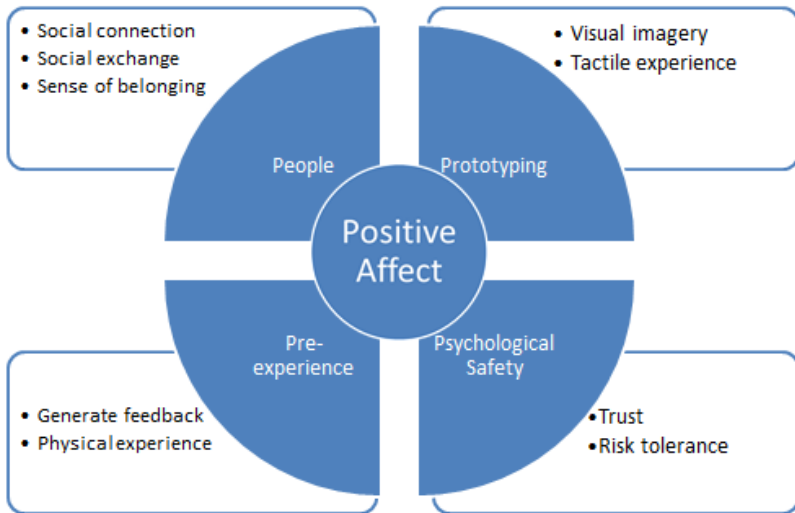 • Social connection
• Social exchange
• Sense of belonging
• Visual imagery
• Tactile experience
People
Prototyping
Positive
Affect
Pre-
experience
Psychological
Safety
• Generate feedback
• Physical experience
•Trust
•Risk tolerance